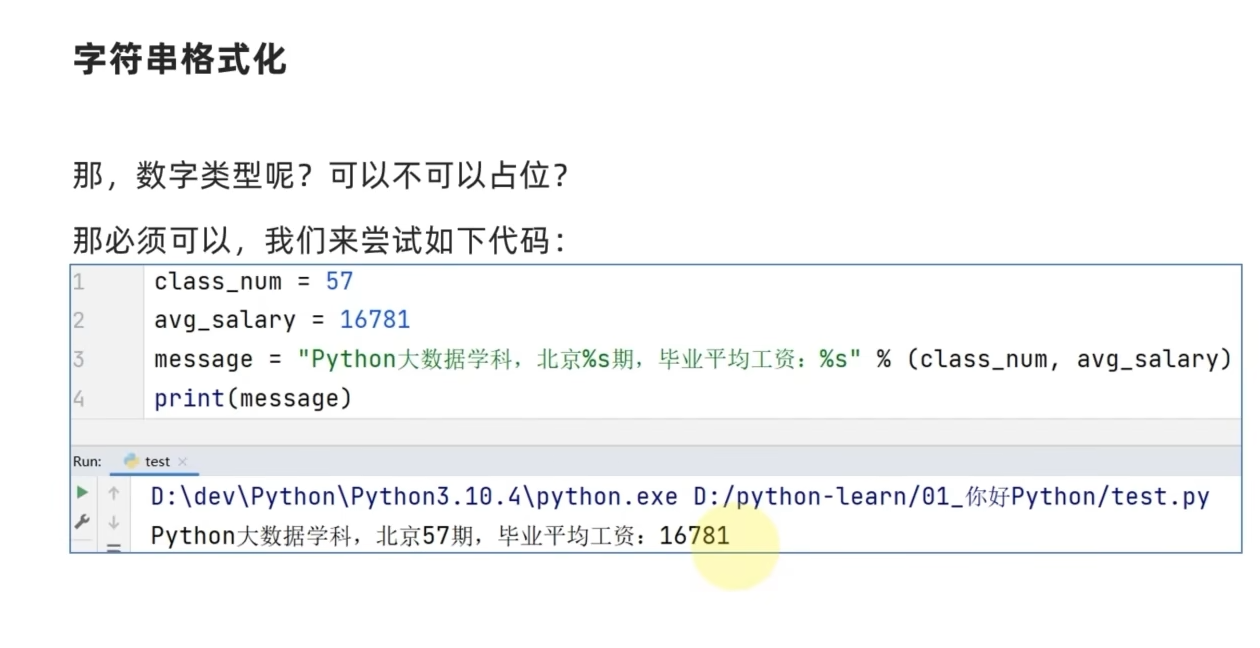 字符串格式化
那，数字类型呢？可以不可以占位？
那必须可以，我们来尝试如下代码：
1 class_num = 57
2 avg_salary = 16781
3 message = "Python大数据学科，北京%s期，毕业平均工资：%s" % (class_num, avg_salary)
4 print(message)
Run: test
D:\dev\Python\Python3.10.4\python.exe D:/python-learn/01_你好Python/test.py
Python大数据学科，北京57期，毕业平均工资：16781